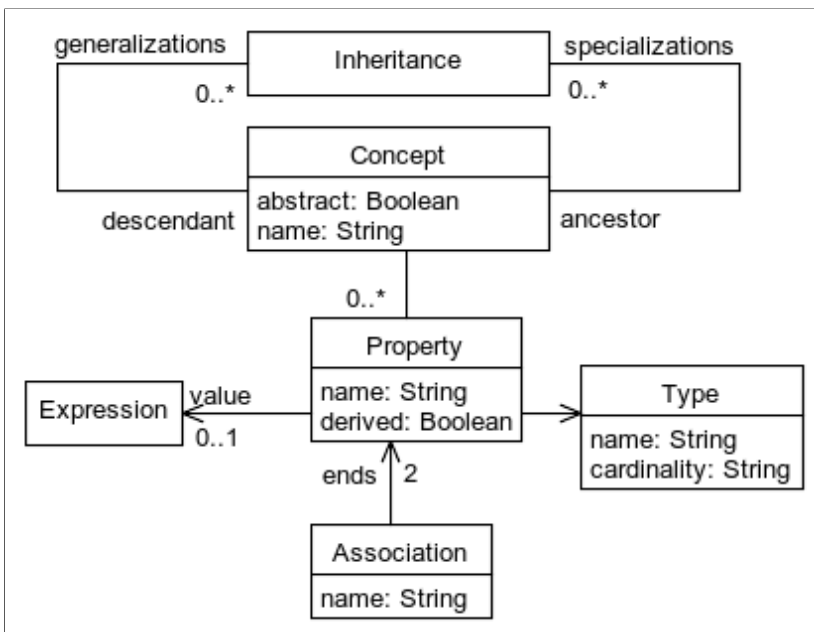 generalizations
Inheritance
specializations
0..*
0..*
Concept
abstract: Boolean
name: String
descendant
ancestor
0..*
Property
name: String
derived: Boolean
Expression
value
0..1
Type
name: String
cardinality: String
ends
2
Association
name: String